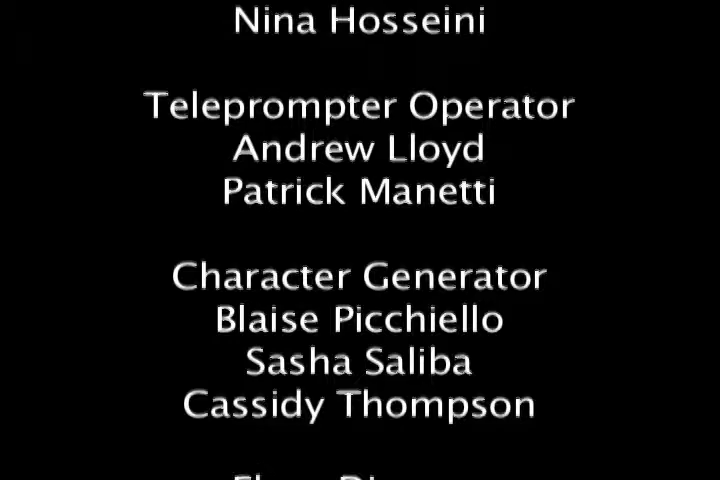 Nina Hosseini
Teleprompter Operator
Andrew Lloyd
Patrick Manetti
Character Generator
Blaise Picchiello
Sasha Saliba
Cassidy Thompson